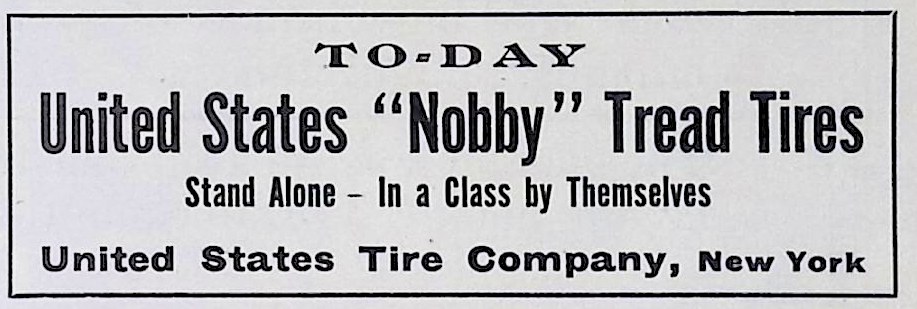 TO-DAY
United States "Nobby" Tread Tires
Stand Alone – In a Class by Themselves
United States Tire Company, New York